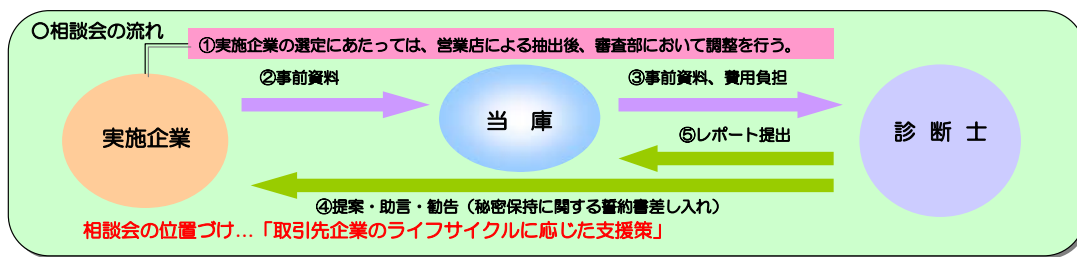 〇相談会の流れ
①実施企業の選定にあたっては、営業店による抽出後、審査部において調整を行う。
②事前資料
③事前資料、費用負担
実施企業
当 庫
診 断 士
⑤レポート提出
④提案・助言・勧告（秘密保持に関する誓約書差し入れ）
相談会の位置づけ…「取引先企業のライフサイクルに応じた支援策」